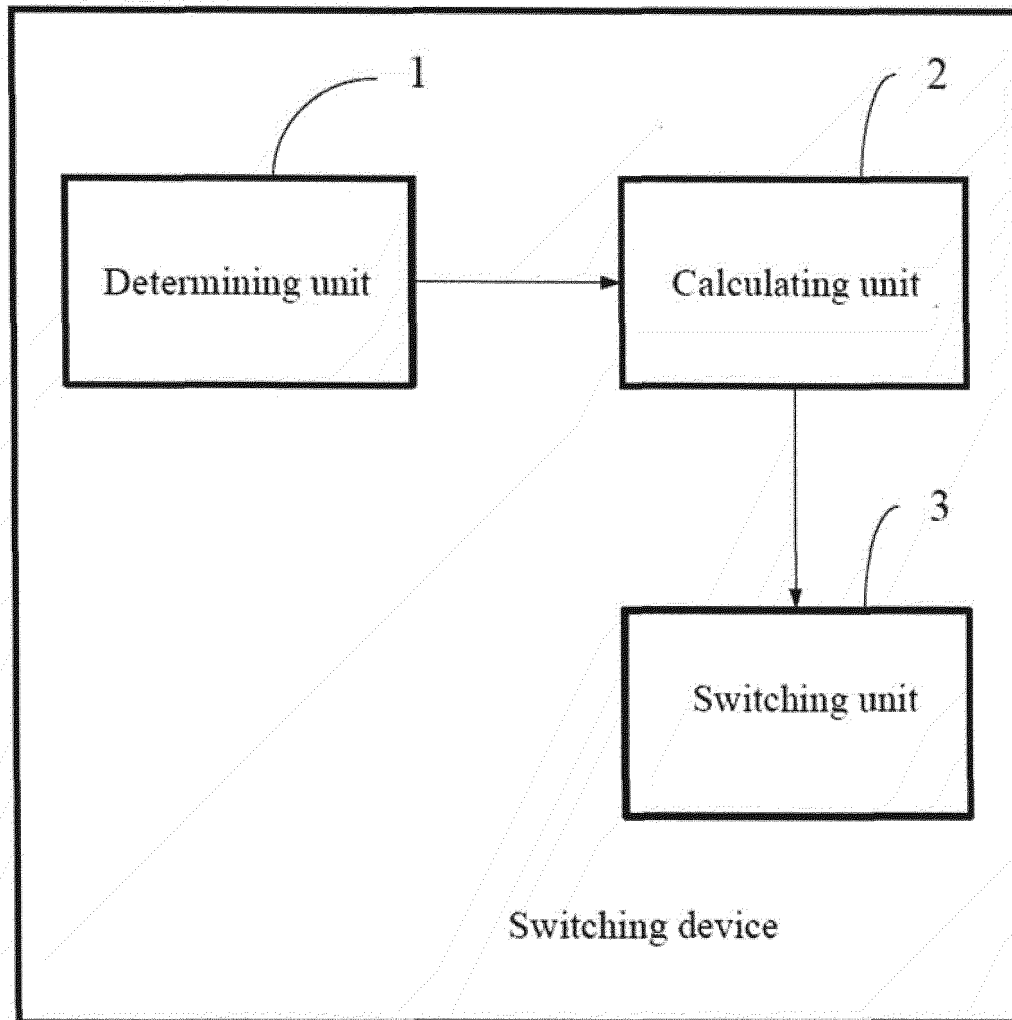 1
2
Determining unit
Calculating unit
3
Switching unit
Switching device